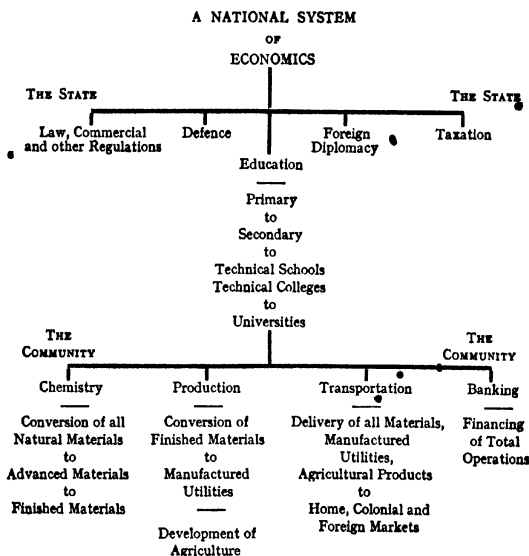 A NATIONAL SYSTEM
OF
ECONOMICS
THE STATE
THE STATE
Law, Commercial
and other Regulations
Defence
Foreign
Diplomacy
Taxation
Education
Primary
to
Secondary
to
Technical Schools
Technical Colleges
to
Universities
THE
COMMUNITY
THE
COMMUNITY
Chemistry
Conversion of all
Natural Materials
to
Advanced Materials
to
Finished Materials
Production
Conversion of
Finished Materials
to
Manufactured
Utilities
Development of
Agriculture
Transportation
Delivery of all Materials,
Manufactured
Utilities,
Agricultural Products
to
Home, Colonial and
Foreign Markets
Banking
Financing
of Total
Operations